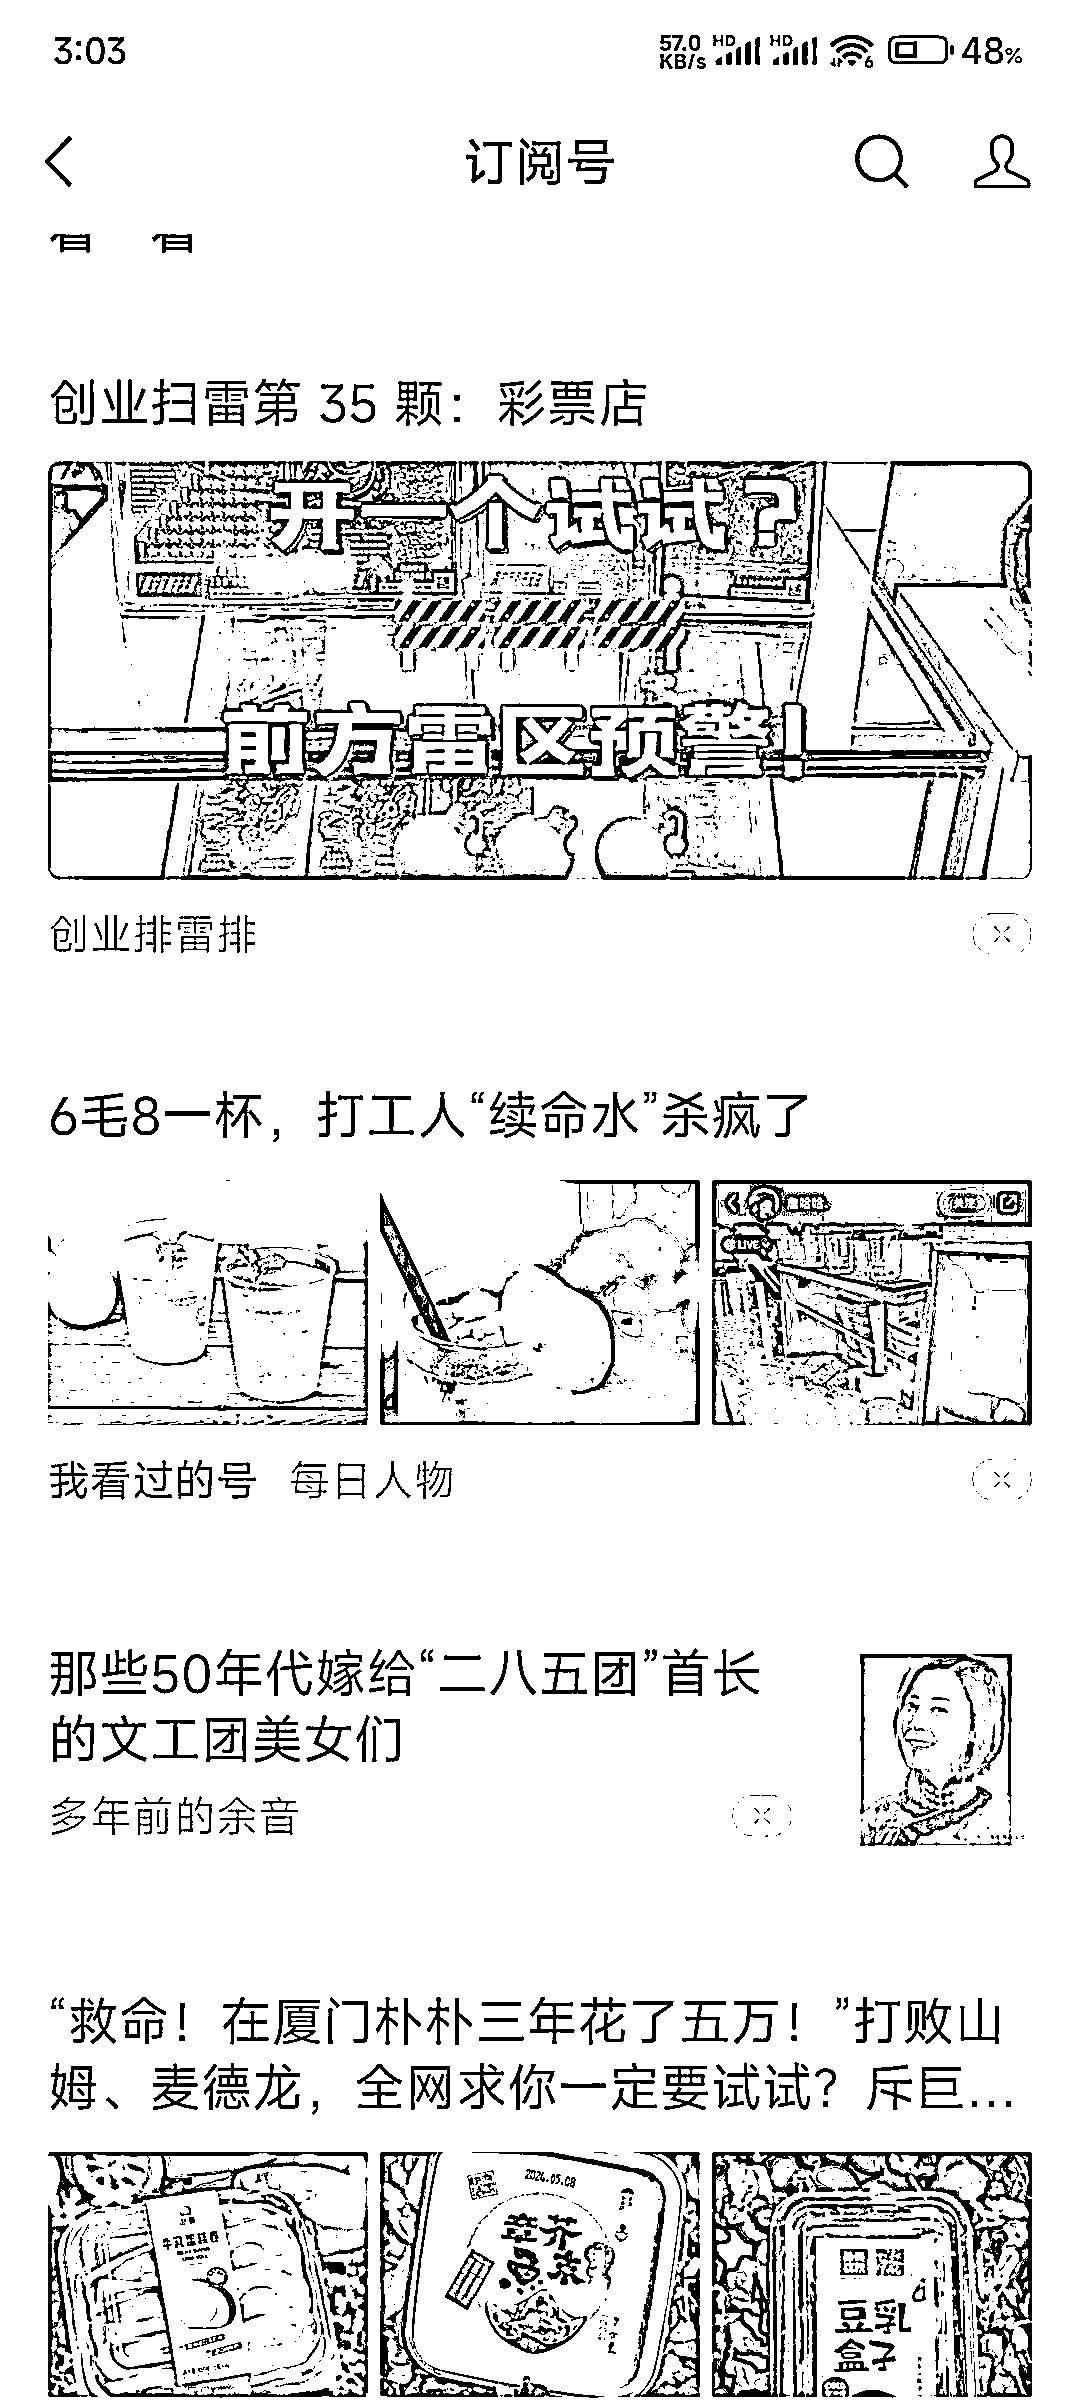 3:03
57.0 KB/s HD HD 6 48%
订阅号
创业扫雷第 35 颗：彩票店
开一个试试？
前方雷区预警！
创业排雷排
6毛8一杯，打工人“续命水”杀疯了
LIVE
我看过的号 每日人物
那些50年代嫁给“二八五团”首长
的文工团美女们
多年前的余音
“救命！在厦门朴朴三年花了五万！”打败山
姆、麦德龙，全网求你一定要试试？斥巨...
2024.05.08
豆乳
盒子